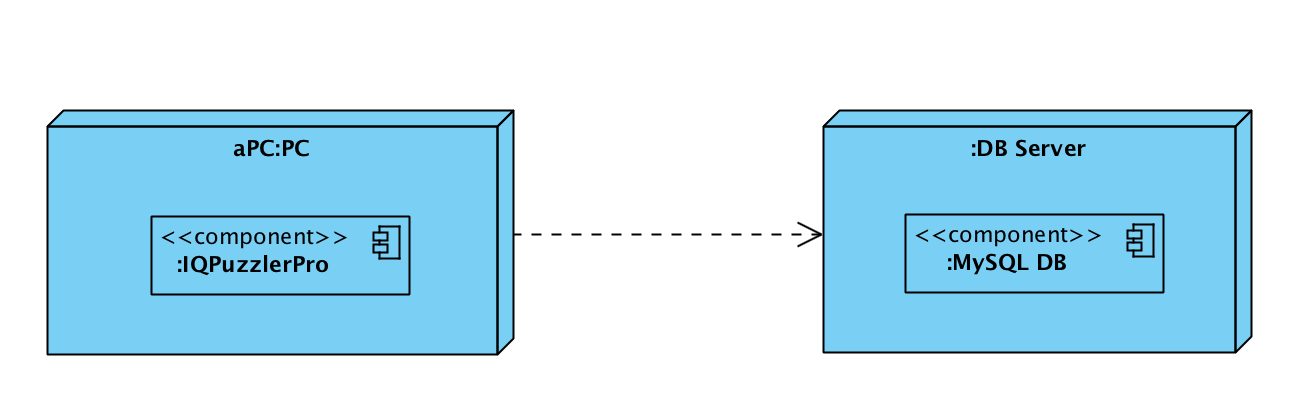 aPC:PC
<<component>>
:IQPuzzlerPro
:DB Server
<<component>>
:MySQL DB